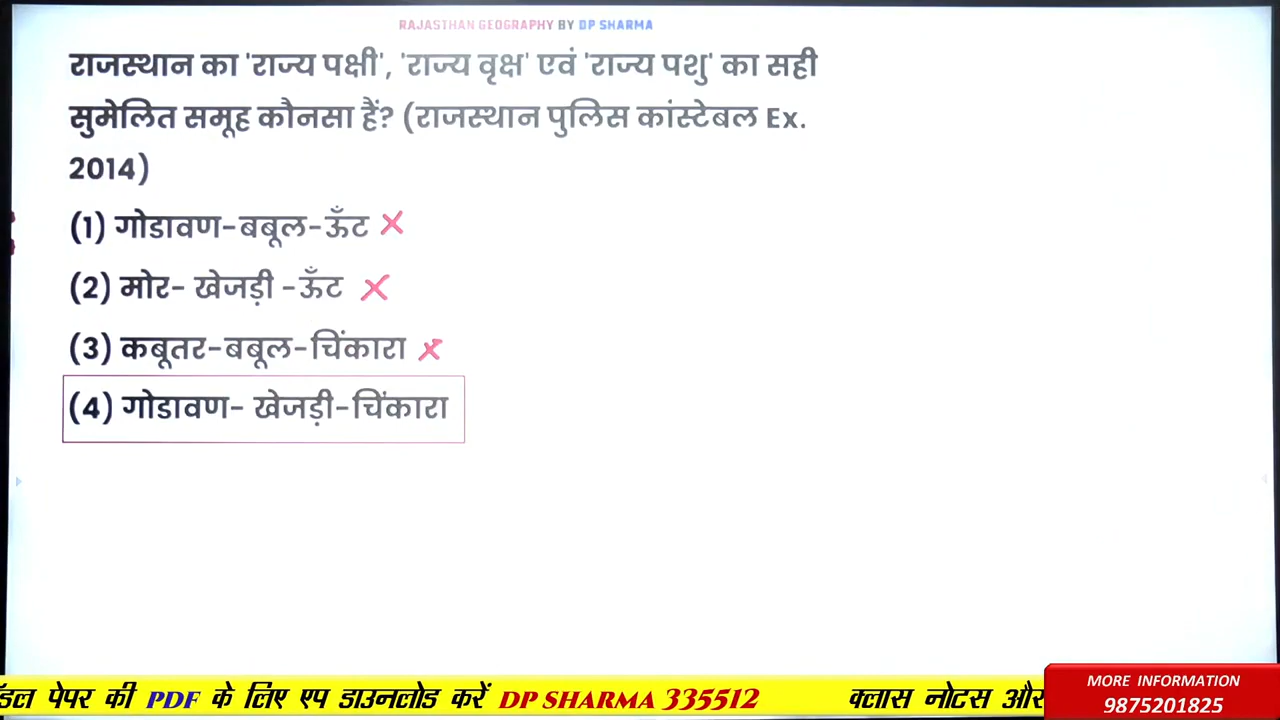 RAJASTHAN GEOGRAPHY BY DP SHARMA
राजस्थान का 'राज्य पक्षी', 'राज्य वृक्ष' एवं 'राज्य पशु' का सही
सुमेलित समूह कौनसा हैं? (राजस्थान पुलिस कांस्टेबल Ex.
2014)
(1) गोडावण-बबूल-ऊँट
(2) मोर- खेजड़ी -ऊँट
(3) कबूतर-बबूल-चिंकारा
(4) गोडावण- खेजड़ी-चिंकारा
पेपर की PDF के लिए एप डाउनलोड करें DP SHARMA 335512 क्लास नोटस और
MORE INFORMATION
9875201825